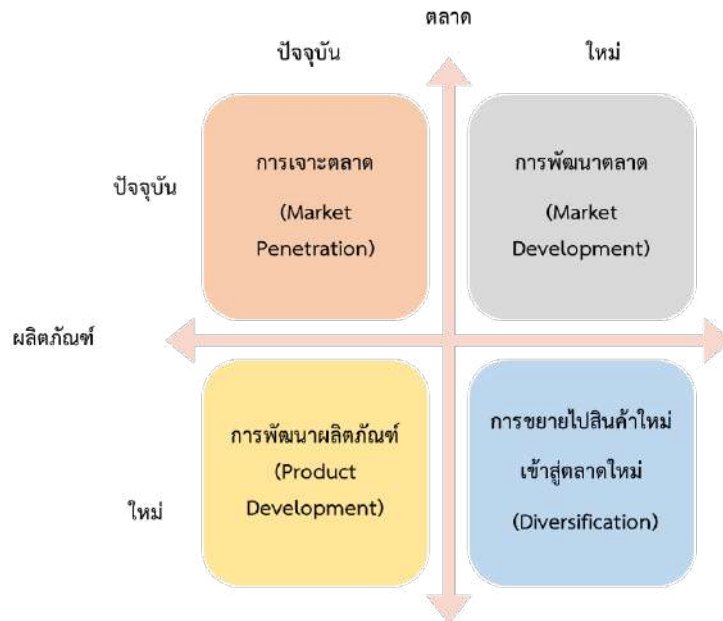 ตลาด
ปัจจุบัน
ใหม่
ปัจจุบัน
การเจาะตลาด
(Market
Penetration)
การพัฒนาตลาด
(Market
Development)
ผลิตภัณฑ์
ใหม่
การพัฒนาผลิตภัณฑ์
(Product
Development)
การขยายไปสินค้าใหม่
เข้าสู่ตลาดใหม่
(Diversification)